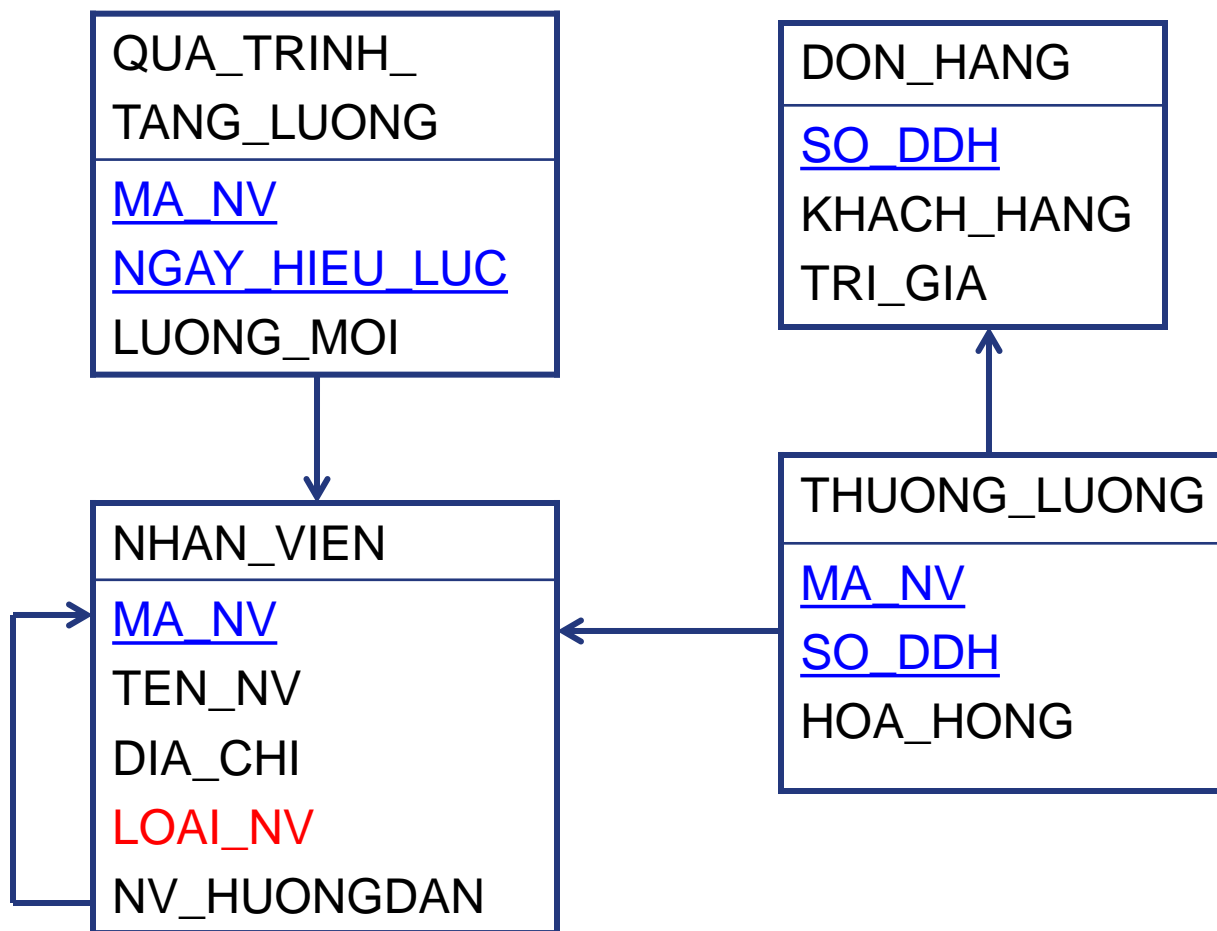 QUA_TRINH_
TANG_LUONG
MA_NV
NGAY_HIEU_LUC
LUONG_MOI
DON_HANG
SO_DDH
KHACH_HANG
TRI_GIA
NHAN_VIEN
MA_NV
TEN_NV
DIA_CHI
LOAI_NV
NV_HUONGDAN
THUONG_LUONG
MA_NV
SO_DDH
HOA_HONG